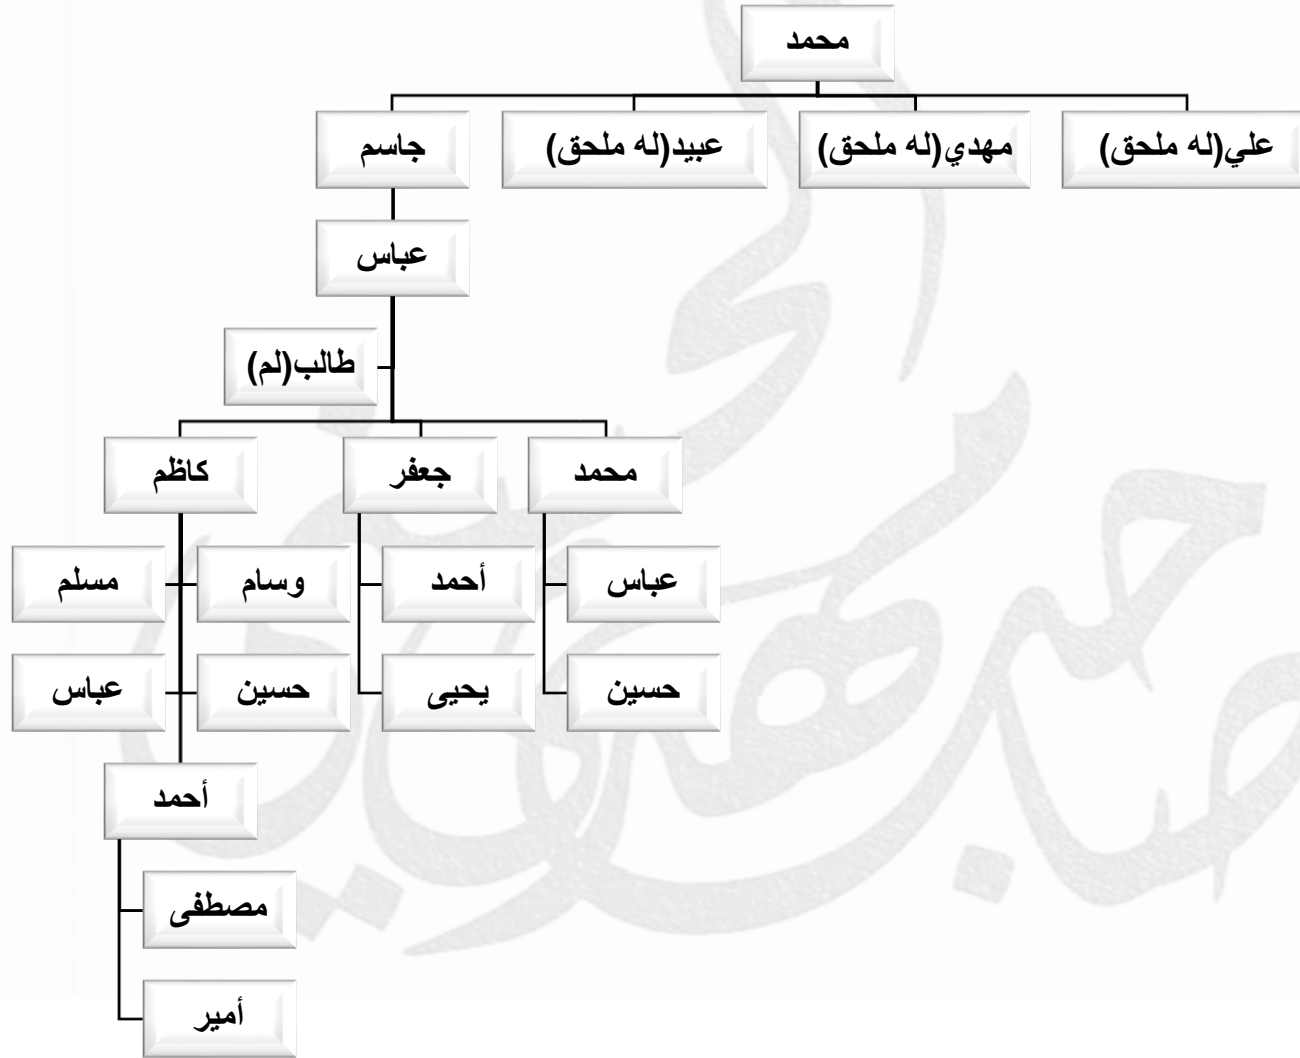 محمد
علي(له ملحق)
مهدي(له ملحق)
عبيد(له ملحق)
جاسم
عباس
طالب(لم)
محمد
جعفر
كاظم
عباس
أحمد
وسام
مسلم
حسين
يحيى
حسين
عباس
أحمد
مصطفى
أمير